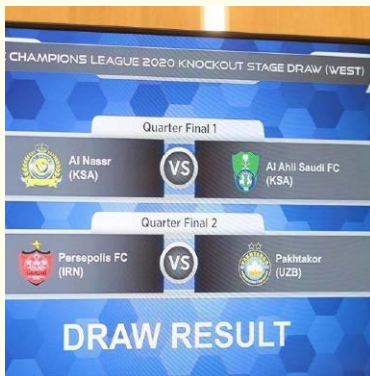 CHAMPIONS LEAGUE 2020 KNOCKOUT STAGE DRAW (WEST)
Quarter Final 1
Al Nassr
(KSA)
VS
Al Ahli Saudi FC
(KSA)
Quarter Final 2
Persepolis FC
(IRN)
VS
Pakhtakor
(UZB)
DRAW RESULT